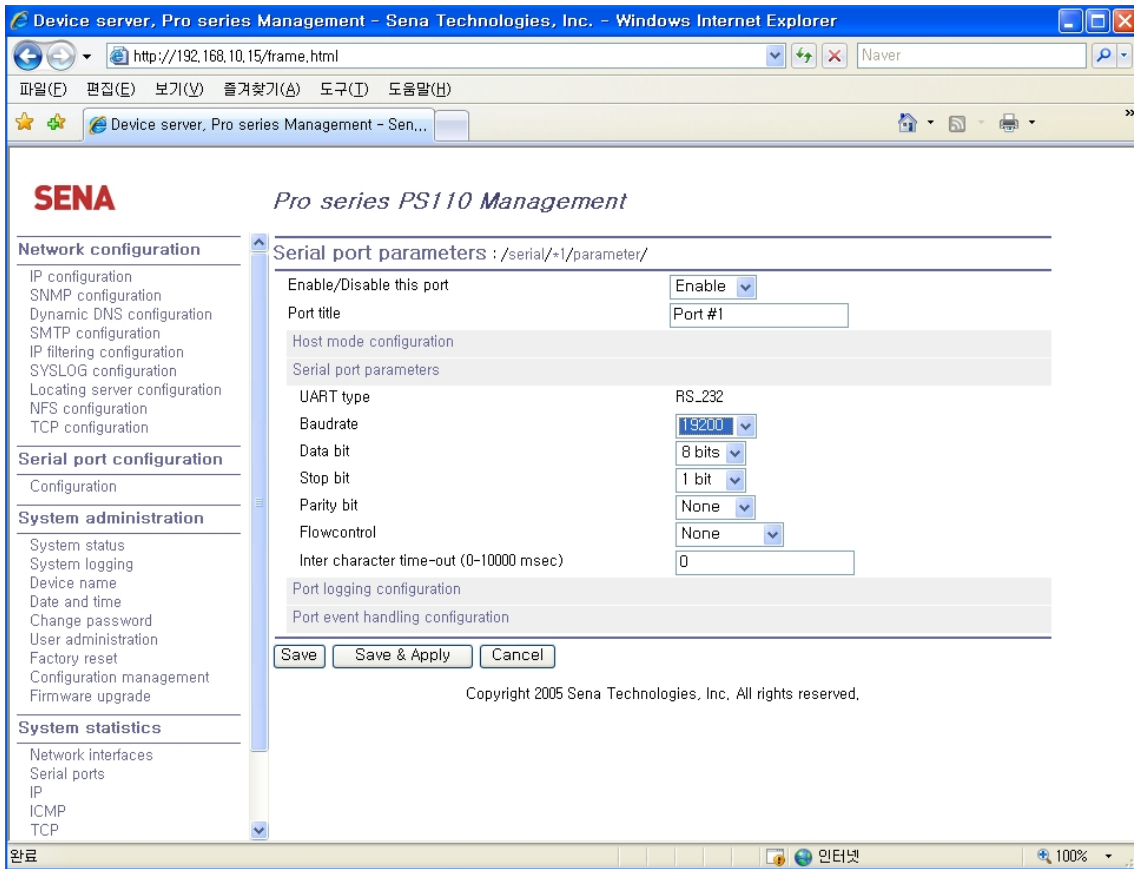 Device server, Pro series Management - Sena Technologies, Inc. - Windows Internet Explorer
http://192,168,10,15/frame,html
Naver
파일(F) 편집(E) 보기(V) 즐겨찾기(A) 도구(T) 도움말(H)
Device server, Pro series Management - Sen,,,
SENA
Pro series PS110 Management
Network configuration
IP configuration
SNMP configuration
Dynamic DNS configuration
SMTP configuration
IP filtering configuration
SYSLOG configuration
Locating server configuration
NFS configuration
TCP configuration
Serial port configuration
Configuration
System administration
System status
System logging
Device name
Date and time
Change password
User administration
Factory reset
Configuration management
Firmware upgrade
System statistics
Network interfaces
Serial ports
IP
ICMP
TCP
Serial port parameters : /serial/*1/parameter/
Enable/Disable this port Enable
Port title Port #1
Host mode configuration
Serial port parameters
UART type RS_232
Baudrate 19200
Data bit 8 bits
Stop bit 1 bit
Parity bit None
Flowcontrol None
Inter character time-out (0-10000 msec) 0
Port logging configuration
Port event handling configuration
Save Save & Apply Cancel
Copyright 2005 Sena Technologies, Inc, All rights reserved,
완료 인터넷 100%